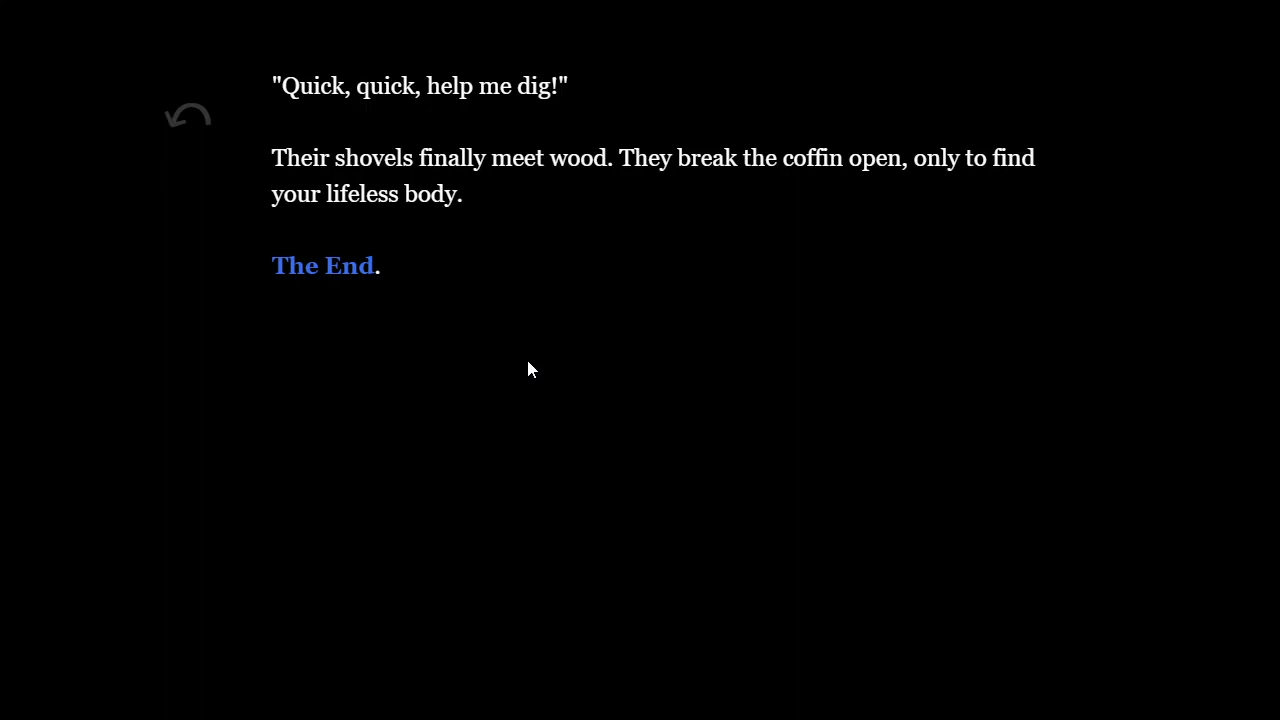 "Quick, quick, help me dig!"
Their shovels finally meet wood. They break the coffin open, only to find
your lifeless body.
The End.